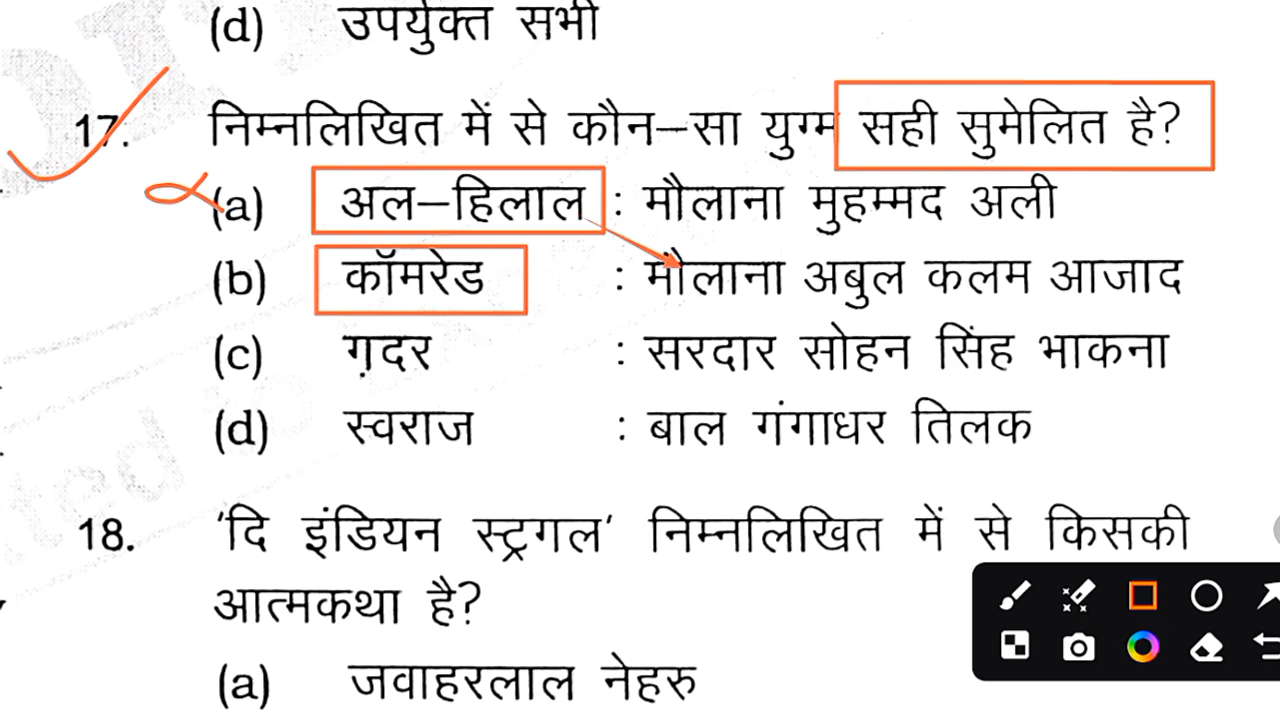 (d) उपर्युक्त सभी
17. निम्नलिखित में से कौन–सा युग्म सही सुमेलित है?
(a) अल–हिलाल : मौलाना मुहम्मद अली
(b) कॉमरेड : मौलाना अबुल कलम आजाद
(c) ग़दर : सरदार सोहन सिंह भाकना
(d) स्वराज : बाल गंगाधर तिलक
18. 'दि इंडियन स्ट्रगल' निम्नलिखित में से किसकी
आत्मकथा है?
(a) जवाहरलाल नेहरु